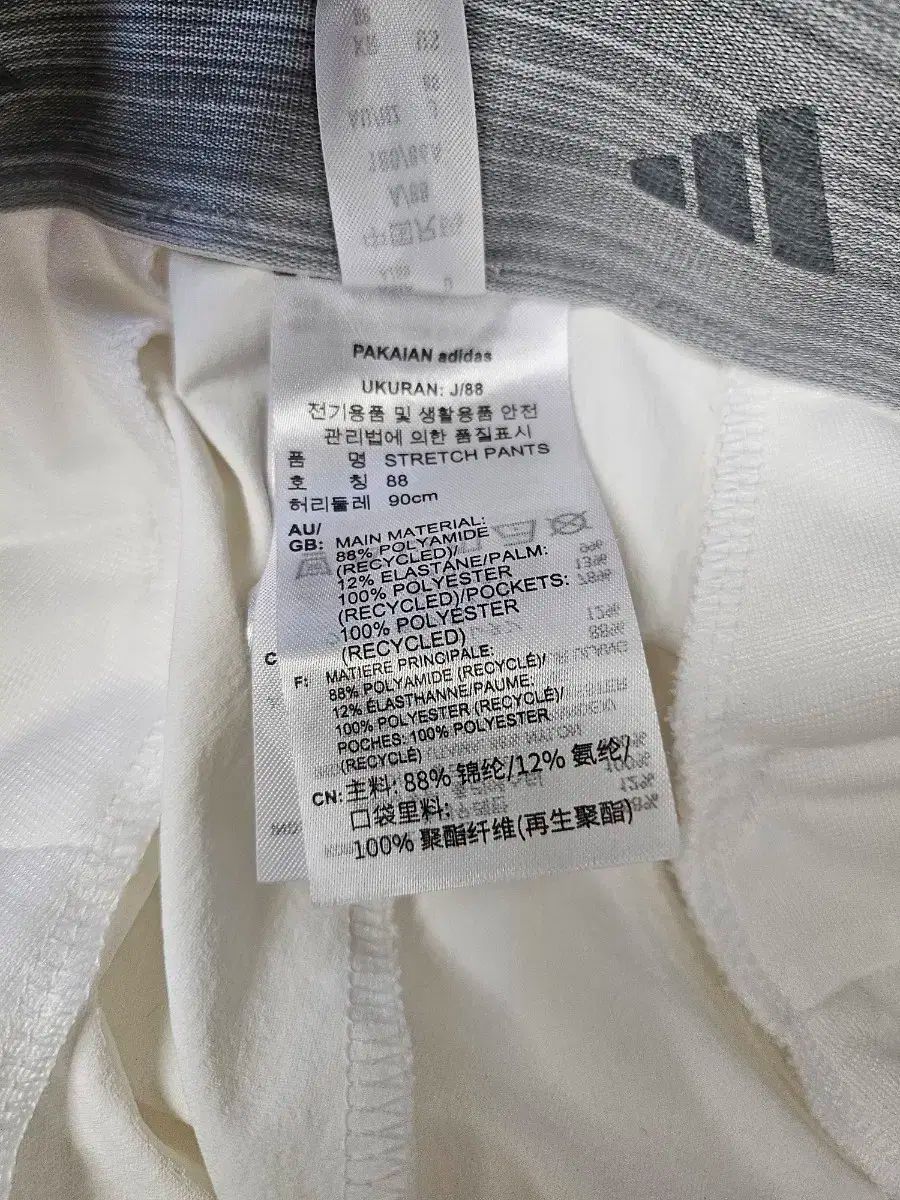 PAKAIAN adidas
UKURAN: J/88
전기용품 및 생활용품 안전
관리법에 의한 품질표시
품 명 STRETCH PANTS
호 칭 88
허리둘레 90cm
AU/
GB: MAIN MATERIAL:
88% POLYAMIDE
(RECYCLED)/
12% ELASTANE/PALM:
100% POLYESTER
(RECYCLED)/POCKETS:
100% POLYESTER
(RECYCLED)
F: MATIERE PRINCIPALE:
88% POLYAMIDE (RECYCLÉ)/
12% ÉLASTHANNE/PAUME:
100% POLYESTER (RECYCLÉ)/
POCHES: 100% POLYESTER
(RECYCLÉ)
CN: 主料: 88% 锦纶/12% 氨纶/
口袋里料:
100% 聚酯纤维(再生聚酯)